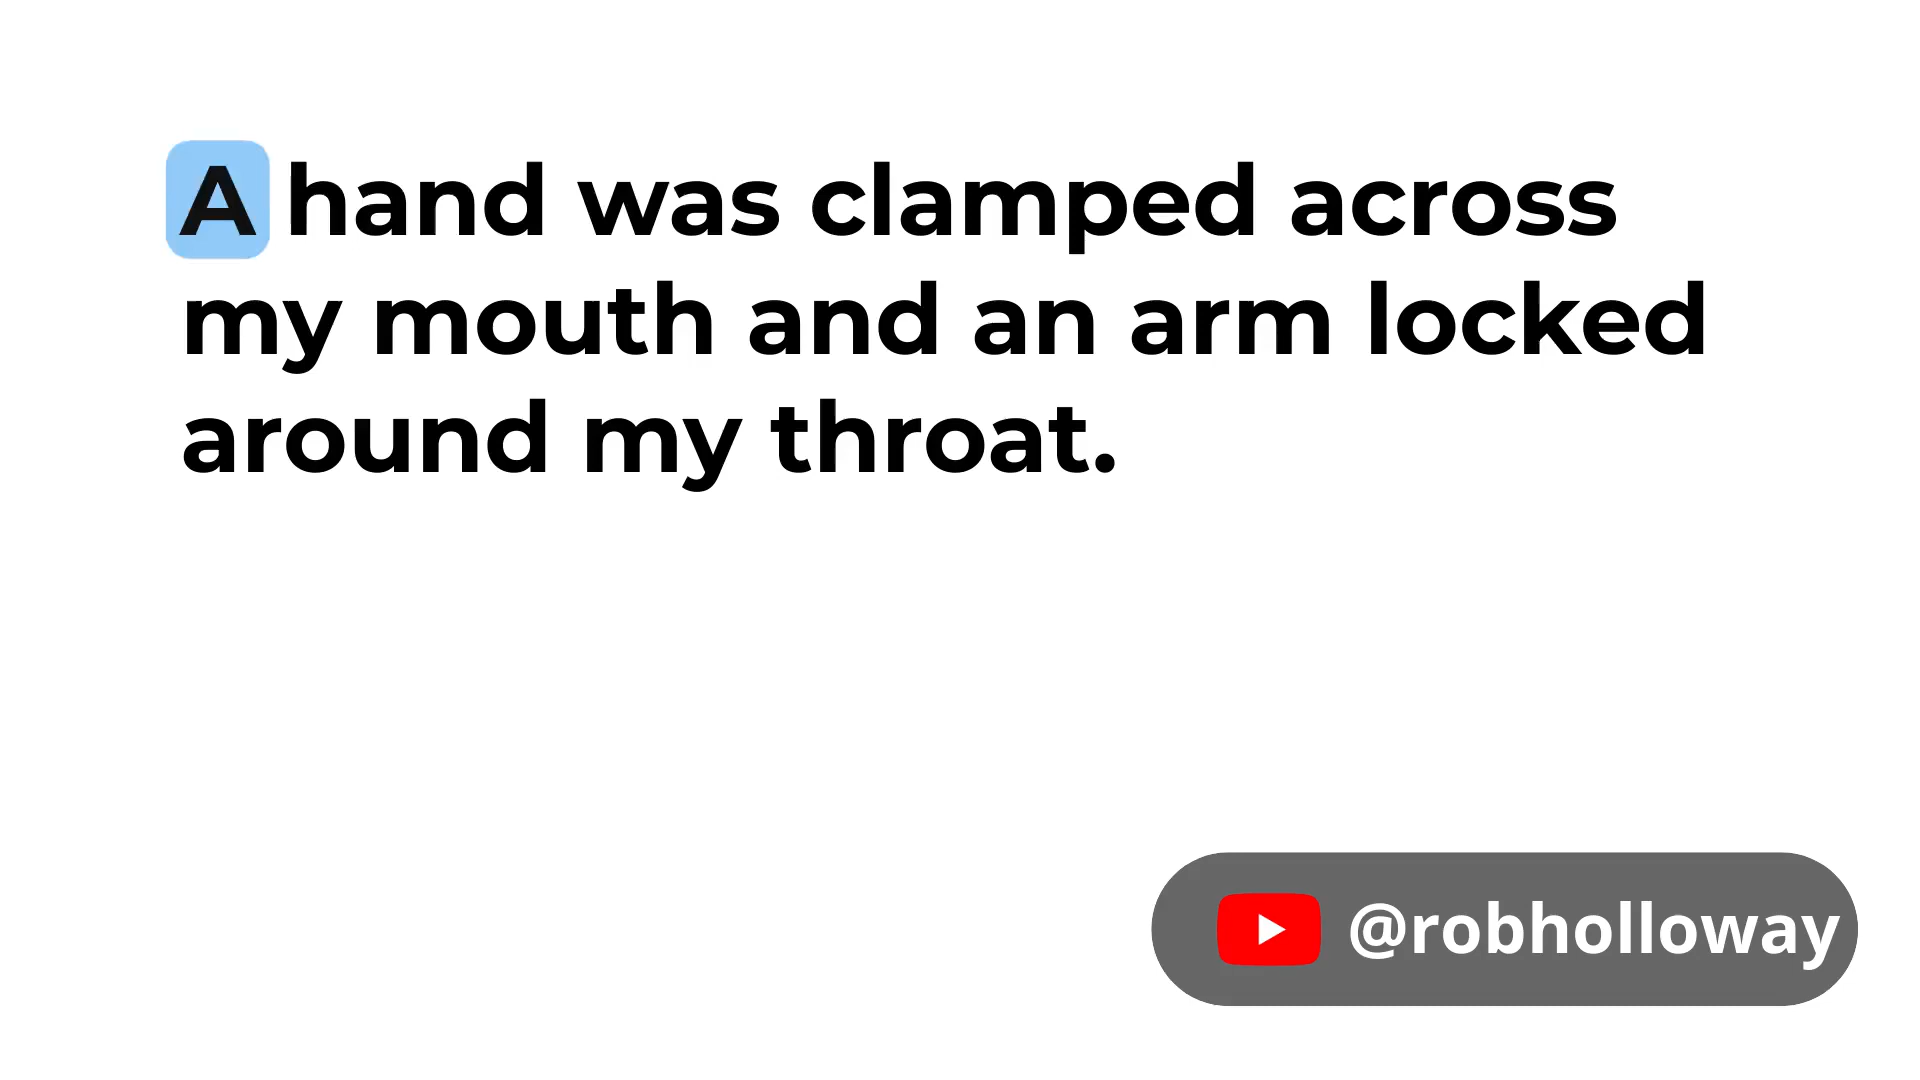 A hand was clamped across
my mouth and an arm locked
around my throat.
@robholloway